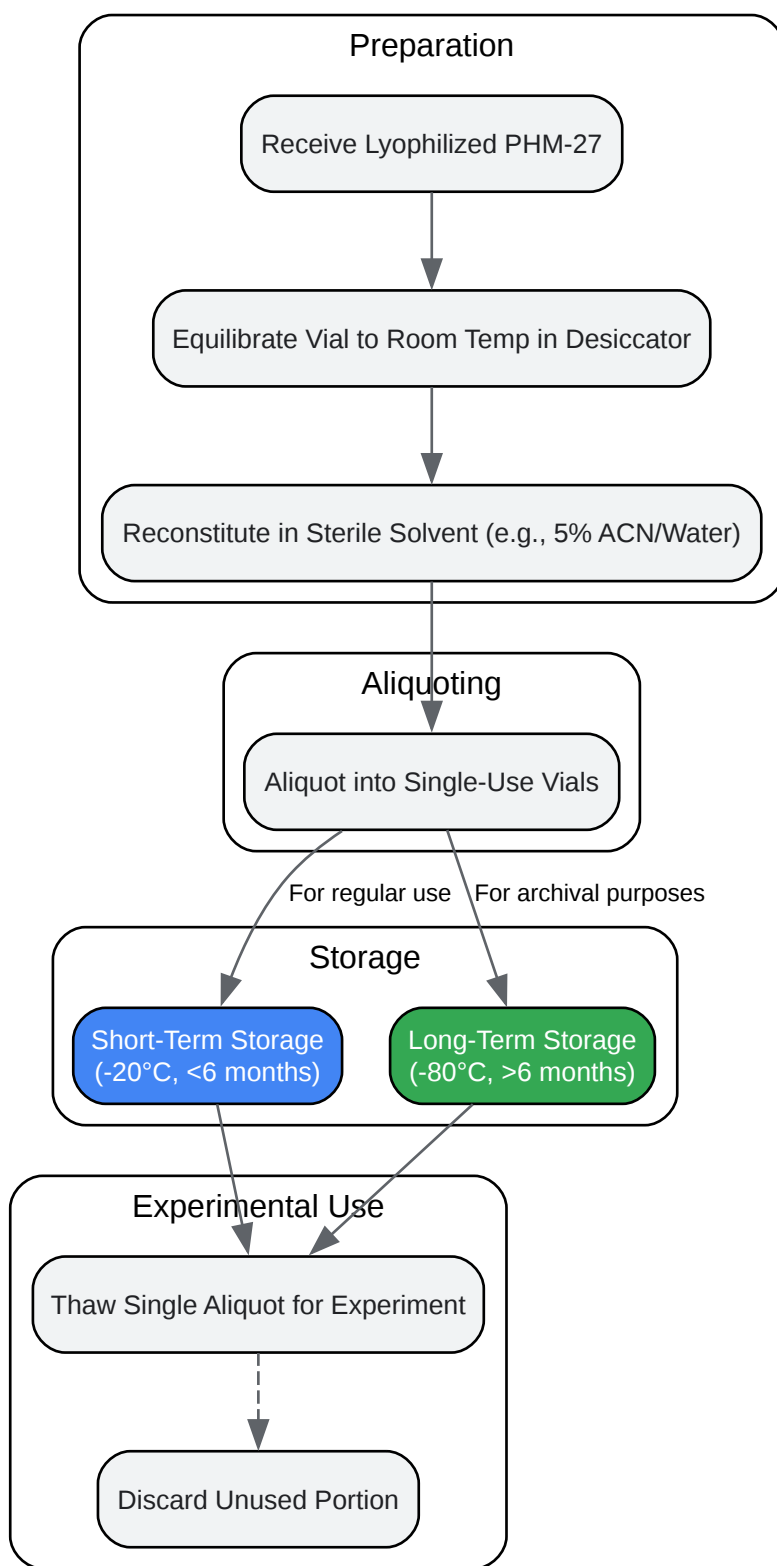 Preparation
Receive Lyophilized PHM-27
Equilibrate Vial to Room Temp in Desiccator
Reconstitute in Sterile Solvent (e.g., 5% ACN/Water)
Aliquoting
Aliquot into Single-Use Vials
For regular use
For archival purposes
Storage
Short-Term Storage
(-20°C, <6 months)
Long-Term Storage
(-80°C, >6 months)
Experimental Use
Thaw Single Aliquot for Experiment
Discard Unused Portion